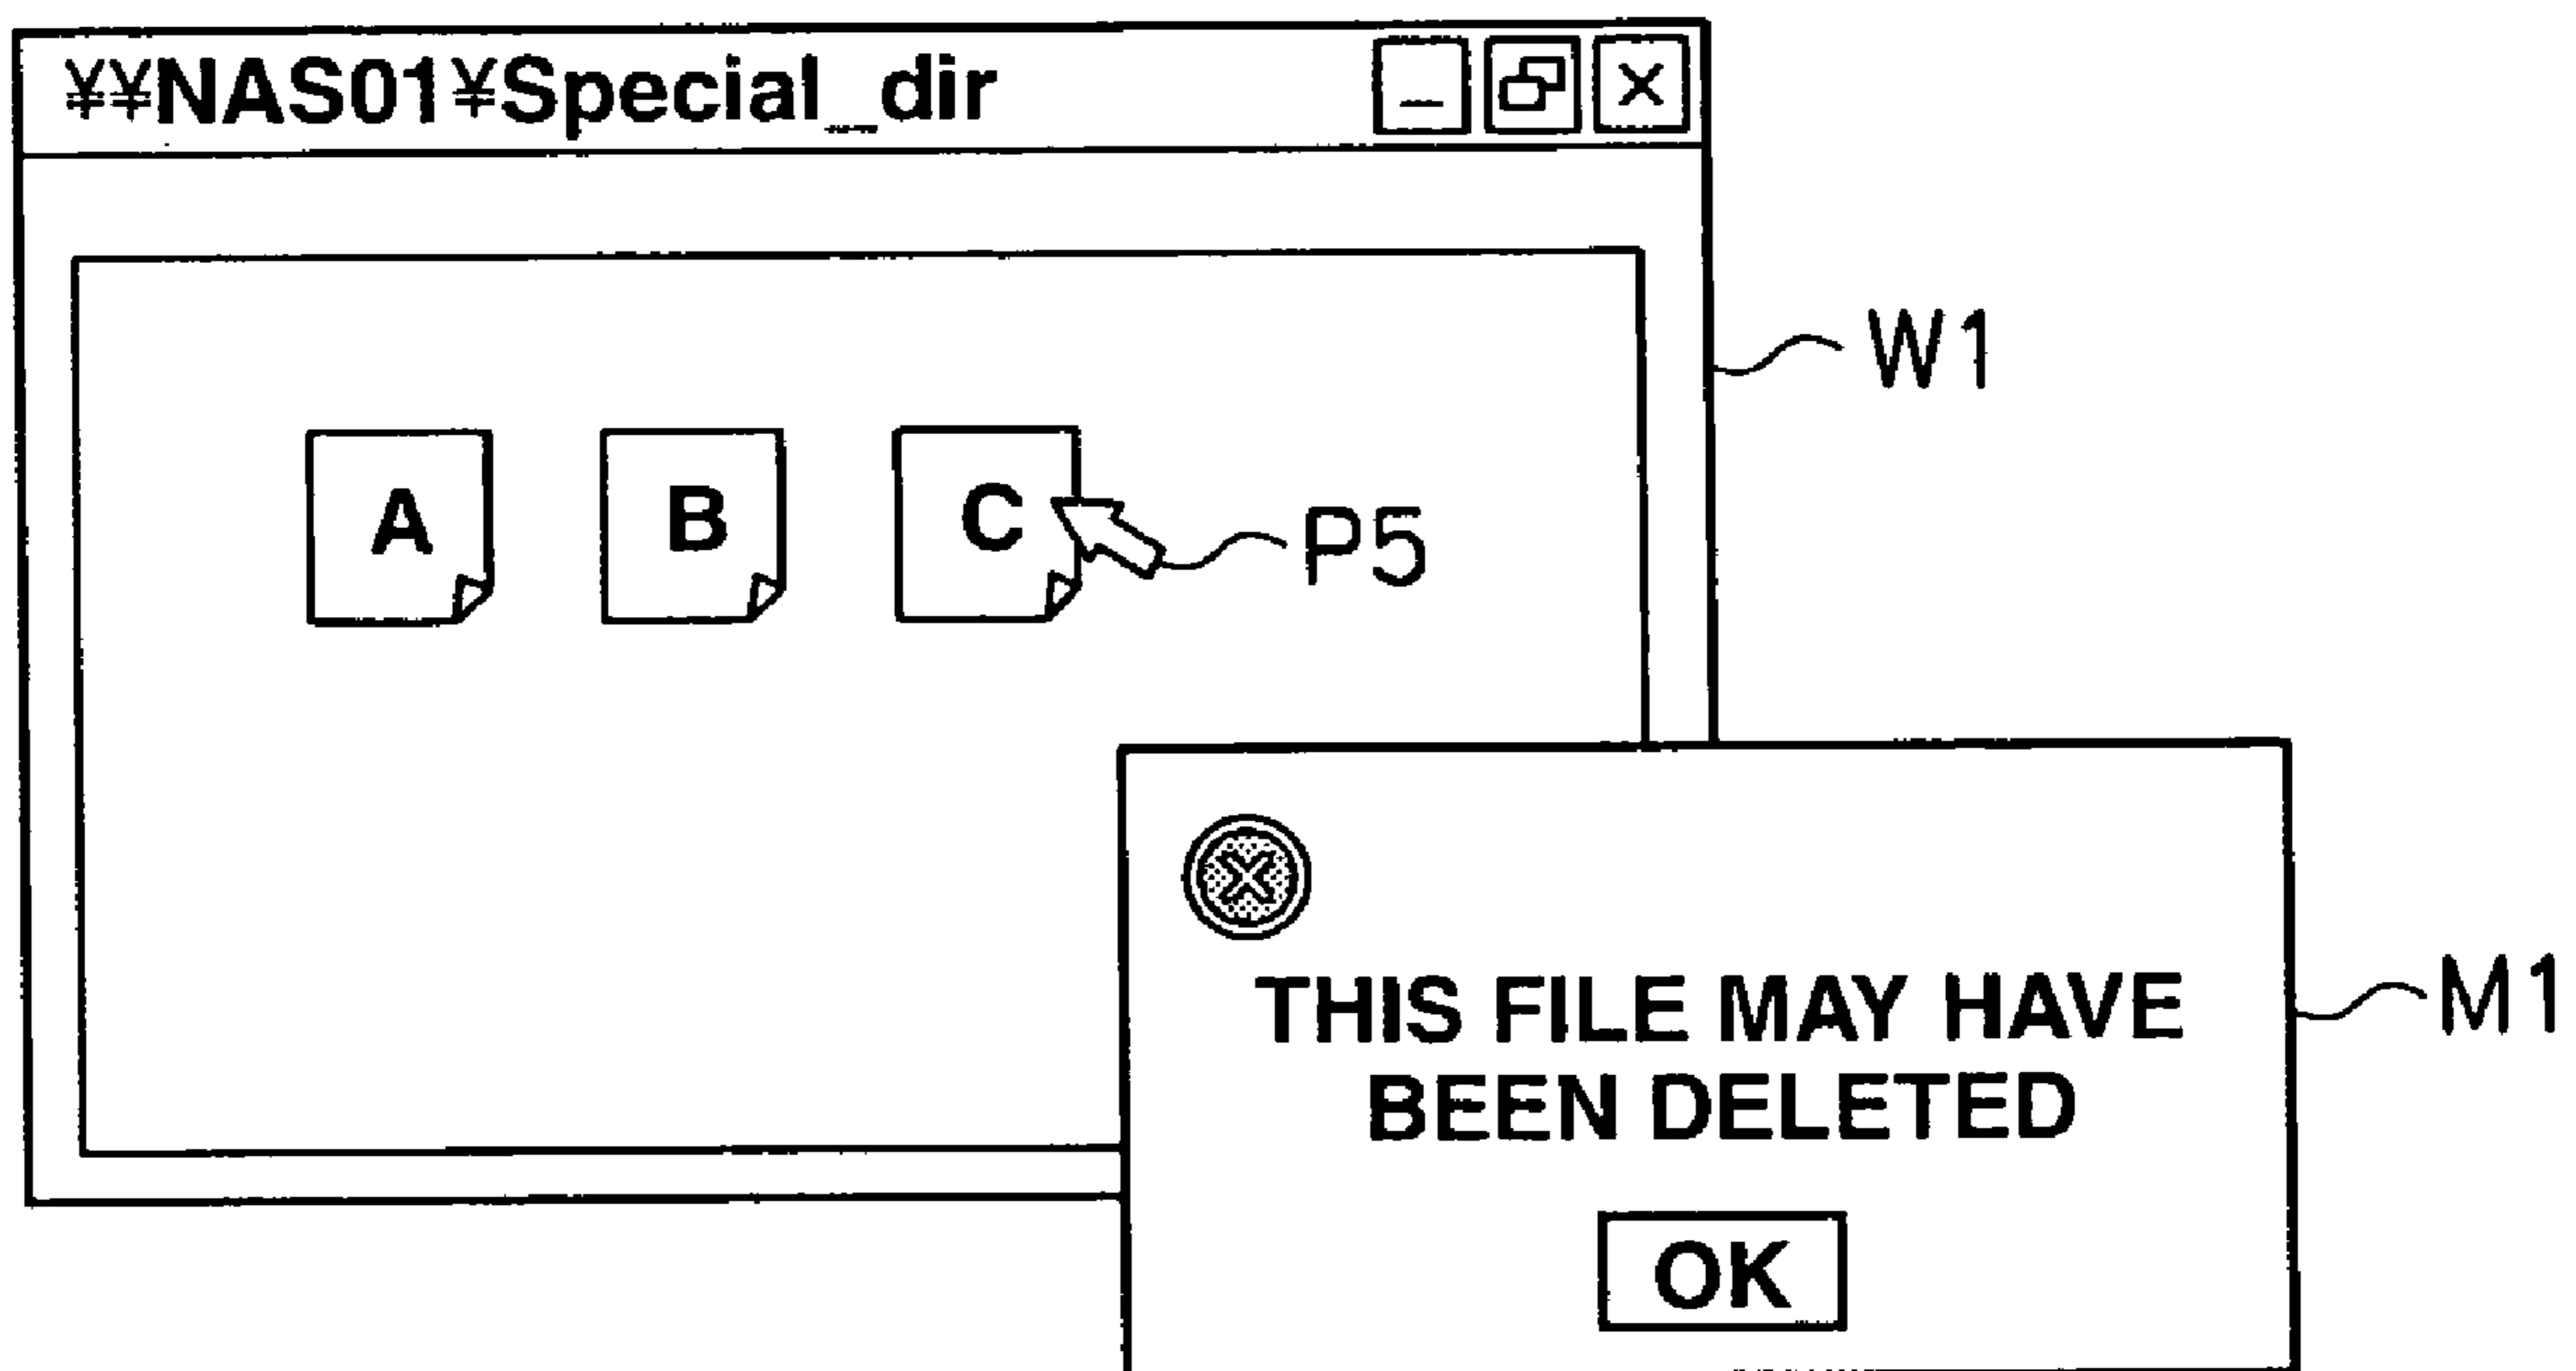 ¥¥NAS01¥Special_dir
W1
A B C
P5
THIS FILE MAY HAVE
BEEN DELETED
M1
OK